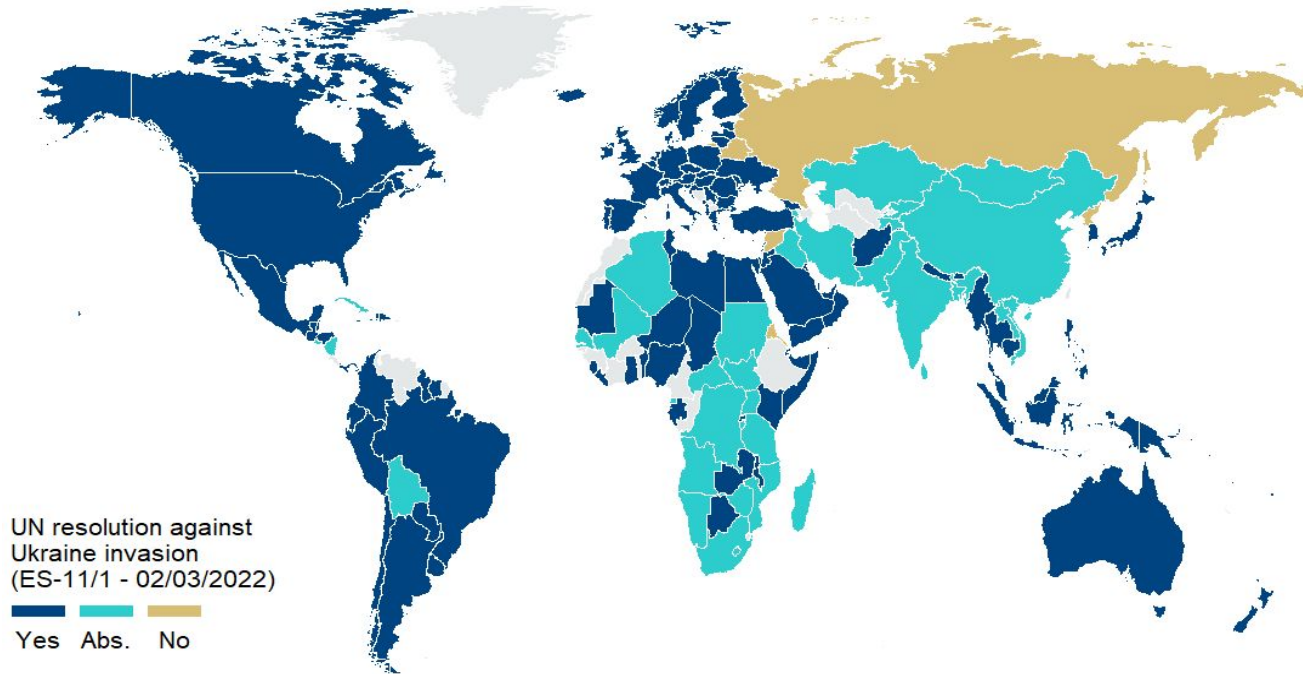 UN resolution against
Ukraine invasion
(ES-11/1 - 02/03/2022)
Yes Abs. No